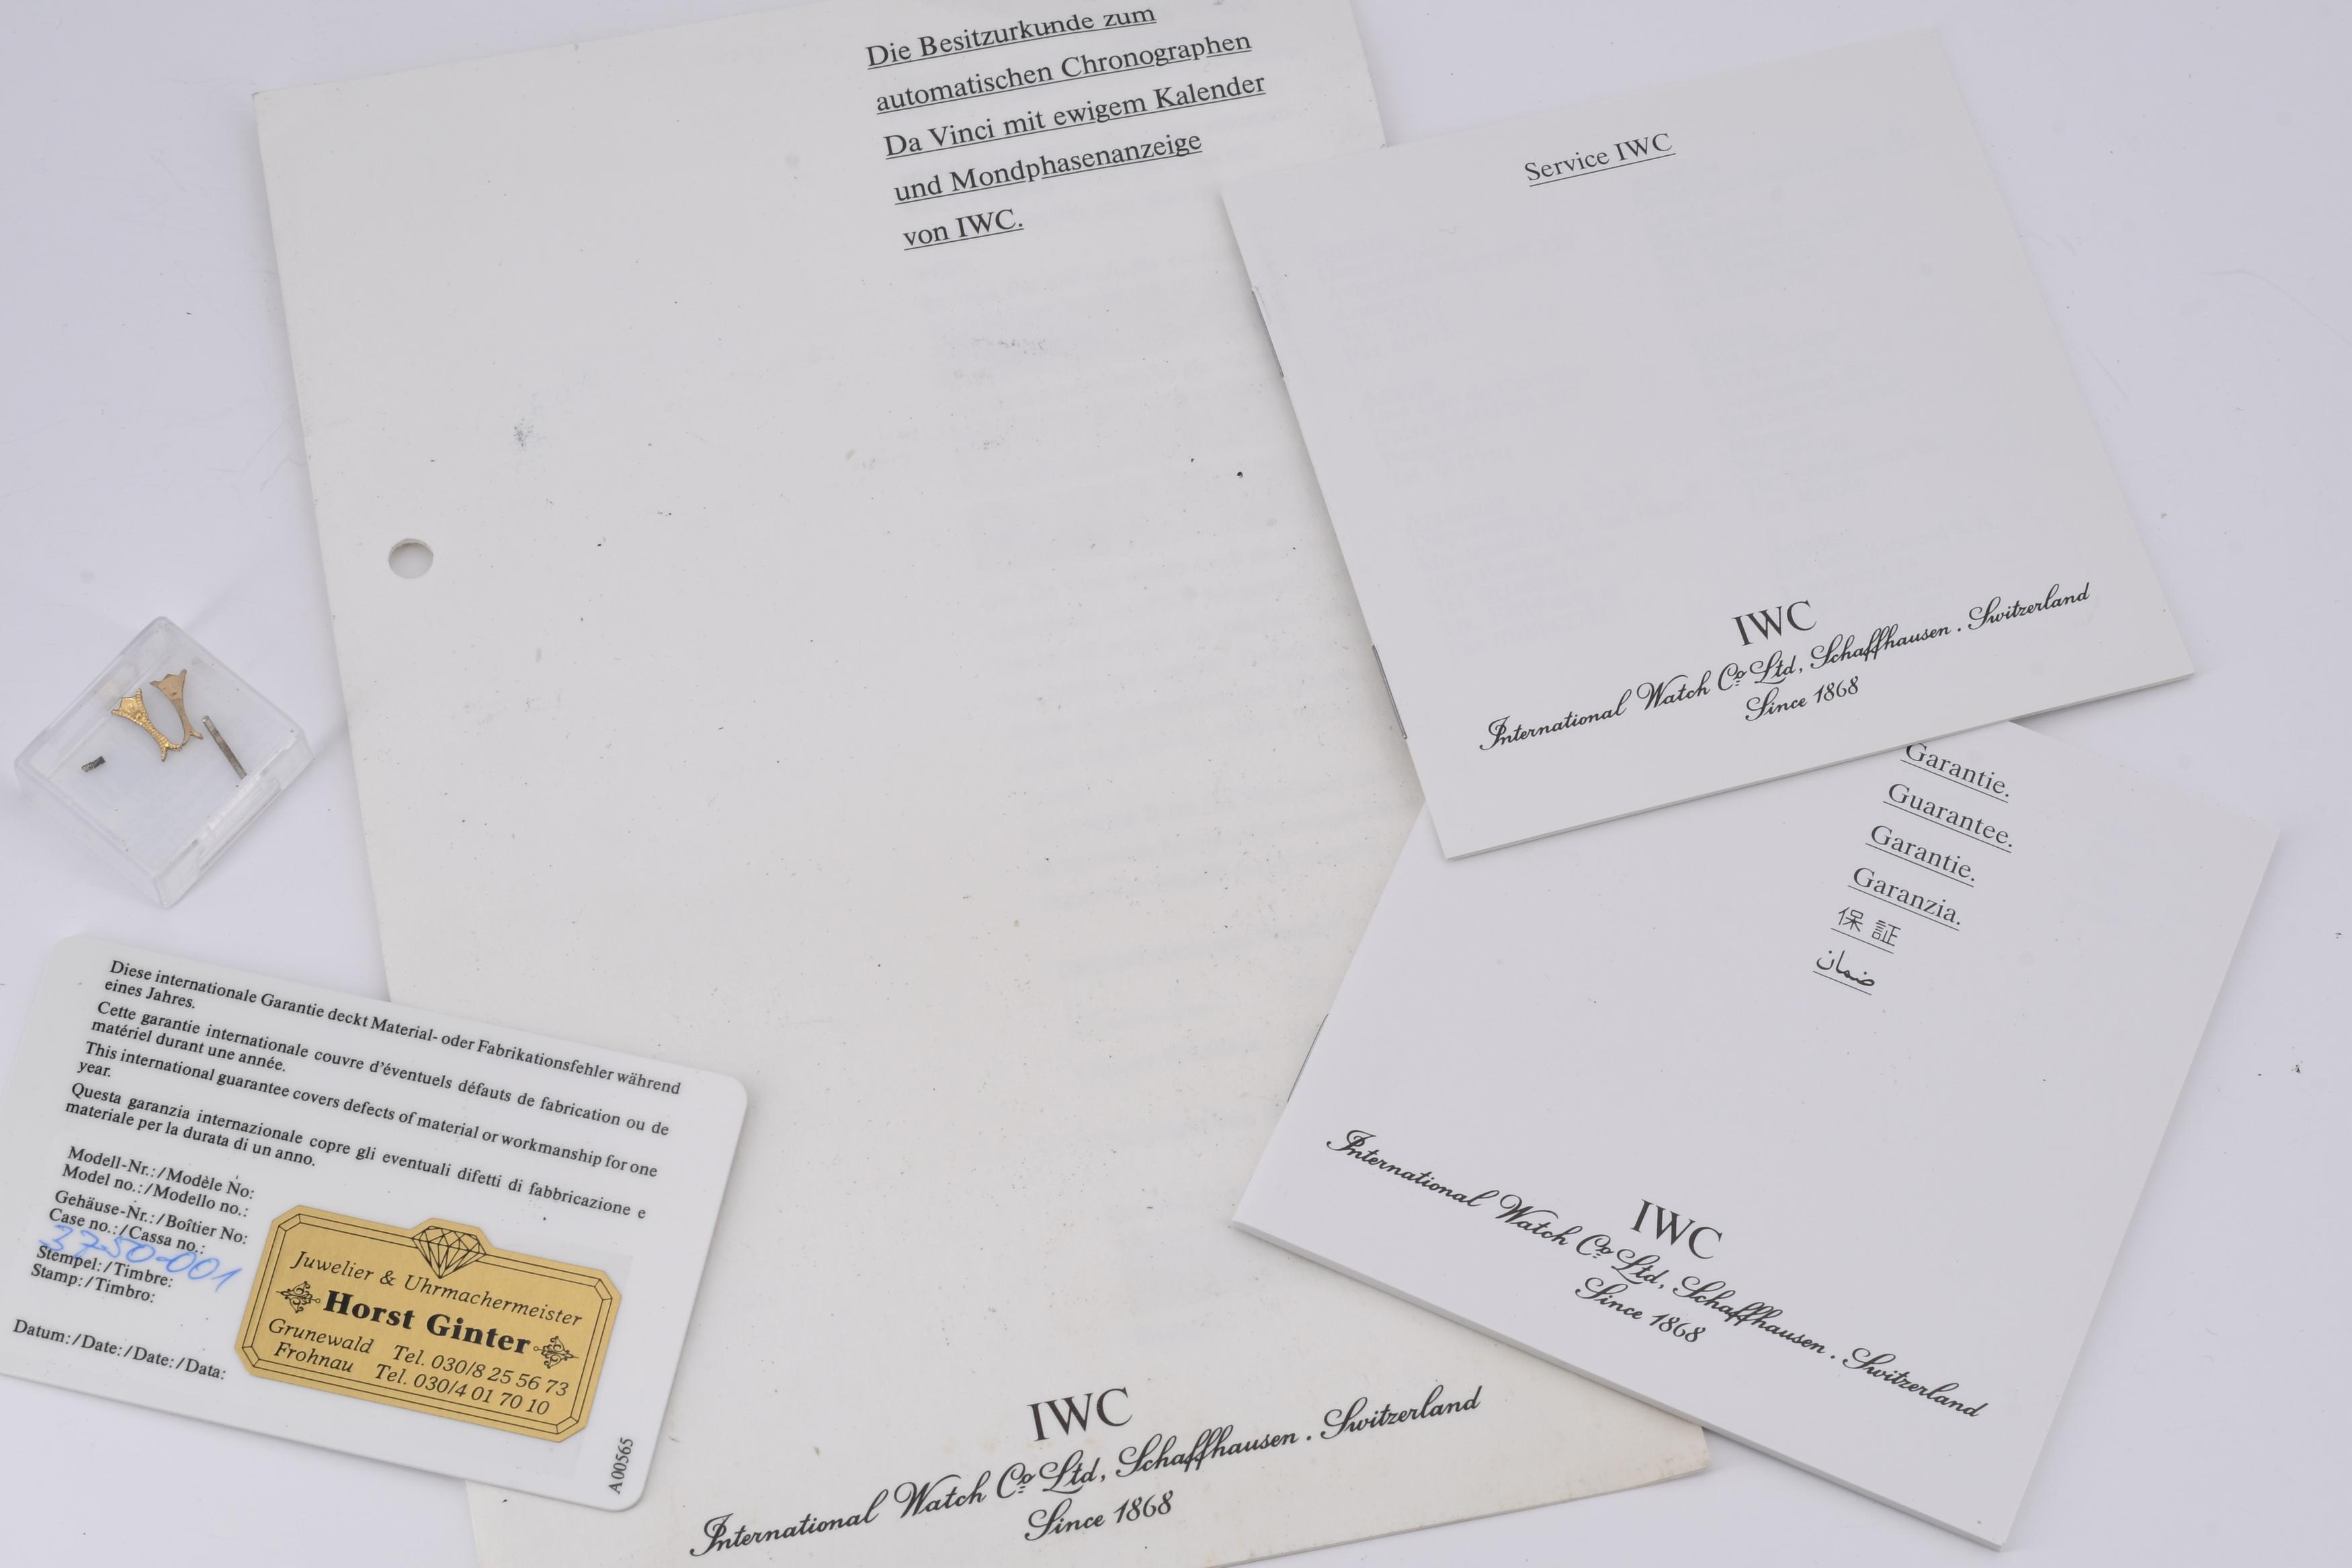 Die Besitzurkunde zum
automatischen Chronographen
Da Vinci mit ewigem Kalender
und Mondphasenanzeige
von IWC.
IWC
International Watch Co Ltd, Schaffhausen . Switzerland
Since 1868
Service IWC
IWC
International Watch Co Ltd, Schaffhausen . Switzerland
Since 1868
Garantie.
Guarantee.
Garantie.
Garanzia.
保証
ضمان
IWC
International Watch Co Ltd, Schaffhausen . Switzerland
Since 1868
Diese internationale Garantie deckt Material- oder Fabrikationsfehler während
eines Jahres.
Cette garantie internationale couvre d'éventuels défauts de fabrication ou de
matériel durant une année.
This international guarantee covers defects of material or workmanship for one
year.
Questa garanzia internazionale copre gli eventuali difetti di fabbricazione e
materiale per la durata di un anno.
Modell-Nr.:/Modèle No:
Model no.:/Modello no.:
Gehäuse-Nr.:/Boîtier No:
Case no.:/Cassa no.:
3750-001
Stempel:/Timbre:
Stamp:/Timbro:
Datum:/Date:/Date:/Data:
Juwelier & Uhrmachermeister
Horst Ginter
Grunewald Tel. 030/8 25 56 73
Frohnau Tel. 030/4 01 70 10
A00565